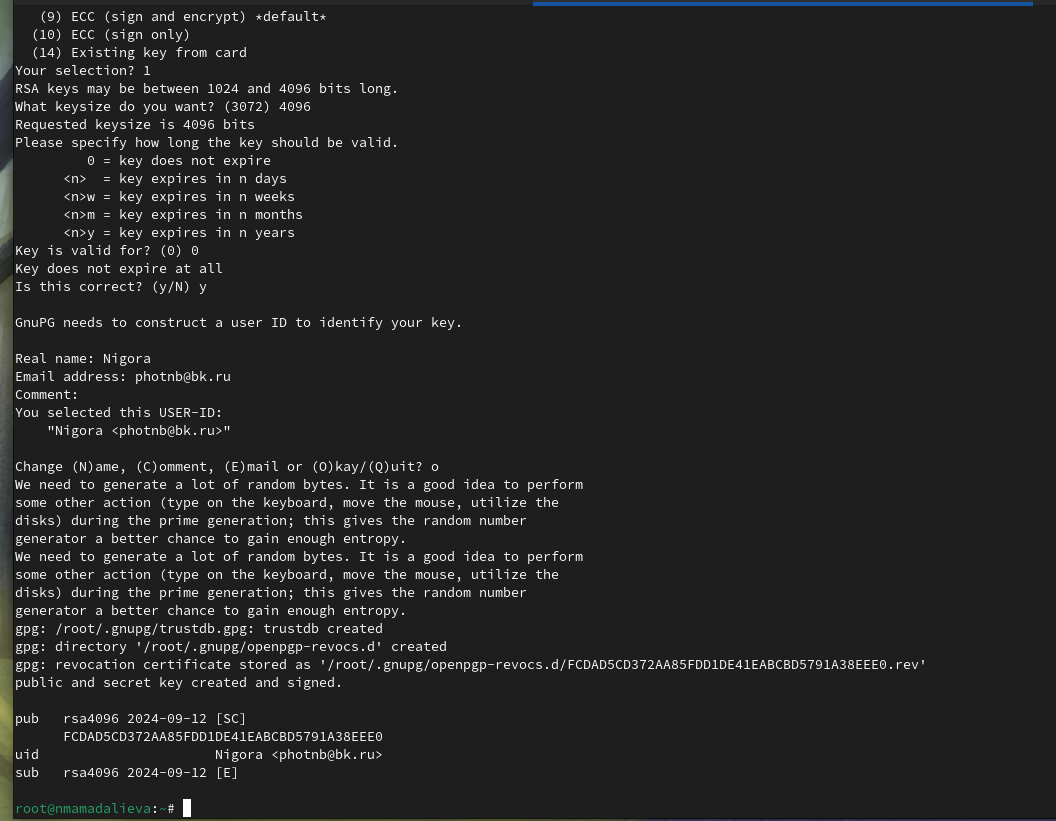 (9) ECC (sign and encrypt) *default*
  (10) ECC (sign only)
  (14) Existing key from card
Your selection? 1
RSA keys may be between 1024 and 4096 bits long.
What keysize do you want? (3072) 4096
Requested keysize is 4096 bits
Please specify how long the key should be valid.
         0 = key does not expire
      <n>  = key expires in n days
      <n>w = key expires in n weeks
      <n>m = key expires in n months
      <n>y = key expires in n years
Key is valid for? (0) 0
Key does not expire at all
Is this correct? (y/N) y

GnuPG needs to construct a user ID to identify your key.

Real name: Nigora
Email address: photnb@bk.ru
Comment:
You selected this USER-ID:
    "Nigora <photnb@bk.ru>"

Change (N)ame, (C)omment, (E)mail or (O)kay/(Q)uit? o
We need to generate a lot of random bytes. It is a good idea to perform
some other action (type on the keyboard, move the mouse, utilize the
disks) during the prime generation; this gives the random number
generator a better chance to gain enough entropy.
We need to generate a lot of random bytes. It is a good idea to perform
some other action (type on the keyboard, move the mouse, utilize the
disks) during the prime generation; this gives the random number
generator a better chance to gain enough entropy.
gpg: /root/.gnupg/trustdb.gpg: trustdb created
gpg: directory '/root/.gnupg/openpgp-revocs.d' created
gpg: revocation certificate stored as '/root/.gnupg/openpgp-revocs.d/FCDAD5CD372AA85FDD1DE41EABCBD5791A38EEE0.rev'
public and secret key created and signed.

pub   rsa4096 2024-09-12 [SC]
      FCDAD5CD372AA85FDD1DE41EABCBD5791A38EEE0
uid                      Nigora <photnb@bk.ru>
sub   rsa4096 2024-09-12 [E]

root@nmamadalieva:~#